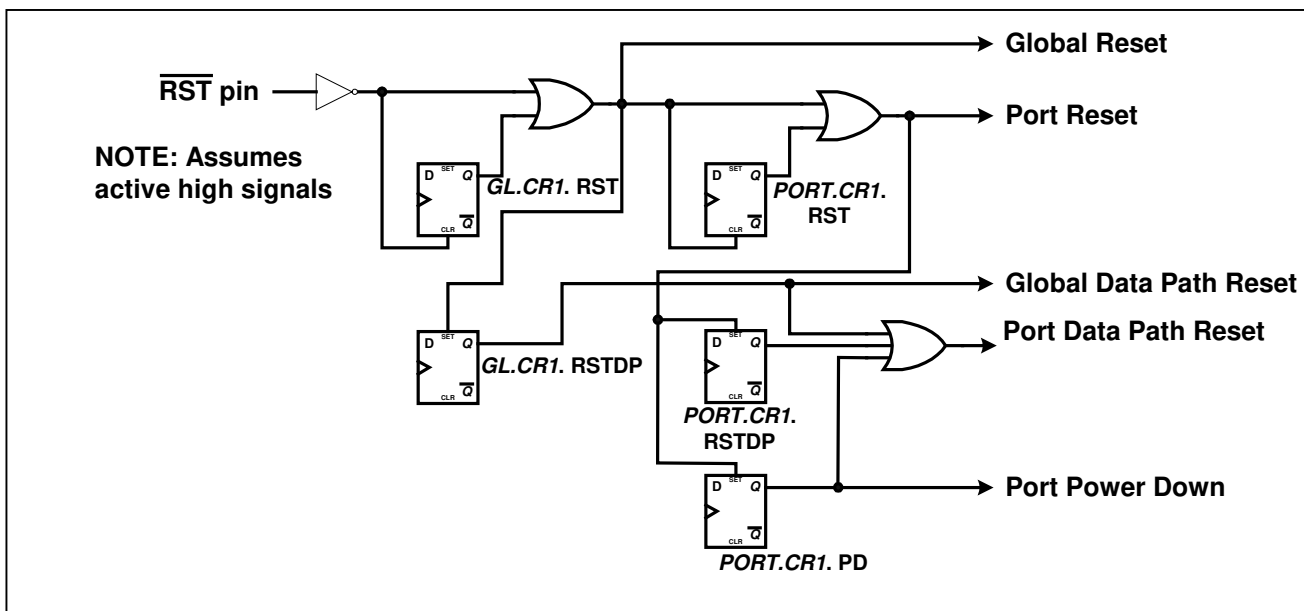 Global Reset
RST pin
Port Reset
NOTE: Assumes
active high signals
D SET Q
Q
CLR
GL.CR1. RST
D SET Q
Q
CLR
PORT.CR1.
RST
Global Data Path Reset
Port Data Path Reset
D SET Q
Q
CLR
GL.CR1. RSTDP
D SET Q
Q
CLR
PORT.CR1.
RSTDP
D SET Q
Q
CLR
Port Power Down
PORT.CR1. PD